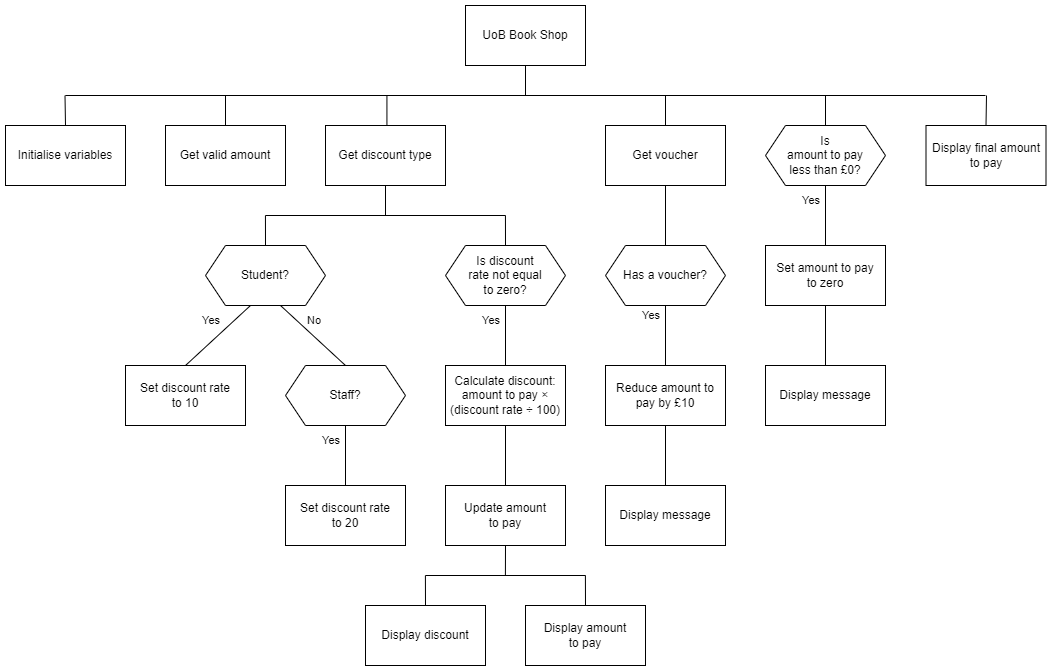 UoB Book Shop
Initialise variables
Get valid amount
Get discount type
Get voucher
Is
amount to pay
less than £0?
Display final amount
to pay
Yes
Student?
Is discount
rate not equal
to zero?
Has a voucher?
Set amount to pay
to zero
Yes
No
Yes
Yes
Set discount rate
to 10
Staff?
Calculate discount:
amount to pay ×
(discount rate ÷ 100)
Reduce amount to
pay by £10
Display message
Yes
Set discount rate
to 20
Update amount
to pay
Display message
Display discount
Display amount
to pay